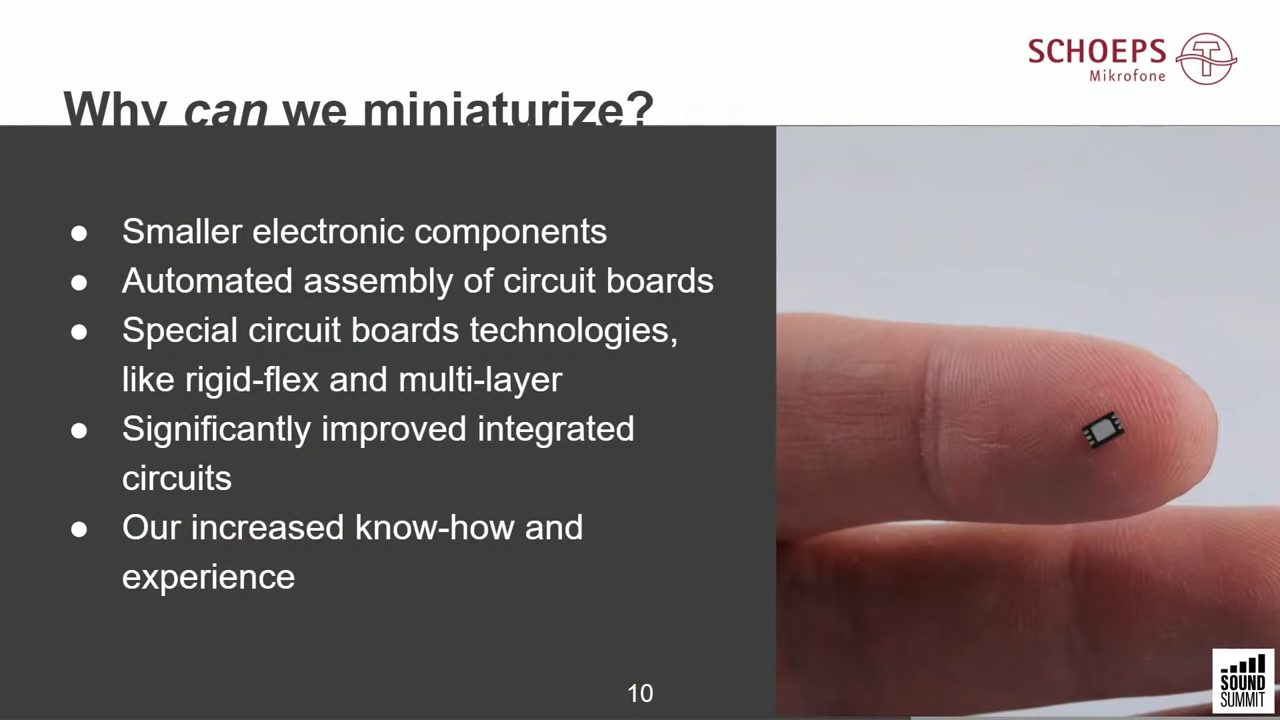 SCHOEPS
Mikrofone
Why can we miniaturize?
● Smaller electronic components
● Automated assembly of circuit boards
● Special circuit boards technologies,
like rigid-flex and multi-layer
● Significantly improved integrated
circuits
● Our increased know-how and
experience
10
SOUND
SUMMIT